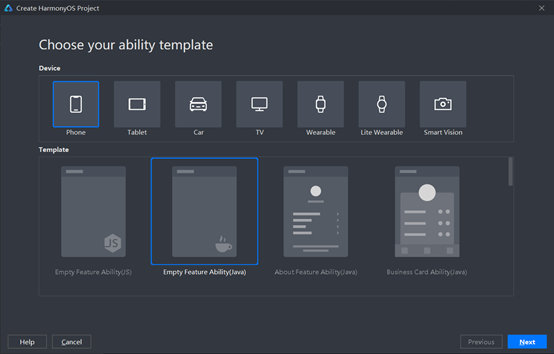 Create HarmonyOS Project
Choose your ability template
Device
Phone
Tablet
Car
TV
Wearable
Lite Wearable
Smart Vision
Template
JS
Empty Feature Ability(JS)
Empty Feature Ability(Java)
About Feature Ability(Java)
Business Card Ability(Java)
Help
Cancel
Previous
Next